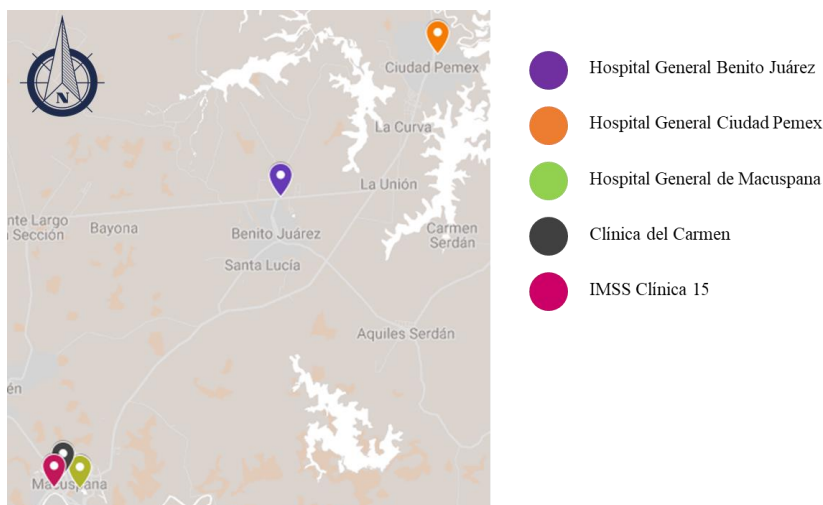 N
Ciudad Pemex
La Curva
La Unión
nte Largo
Sección
Bayona
Benito Juárez
Carmen
Serdán
Santa Lucía
Aquiles Serdán
én
Macuspana
Hospital General Benito Juárez
Hospital General Ciudad Pemex
Hospital General de Macuspana
Clínica del Carmen
IMSS Clínica 15